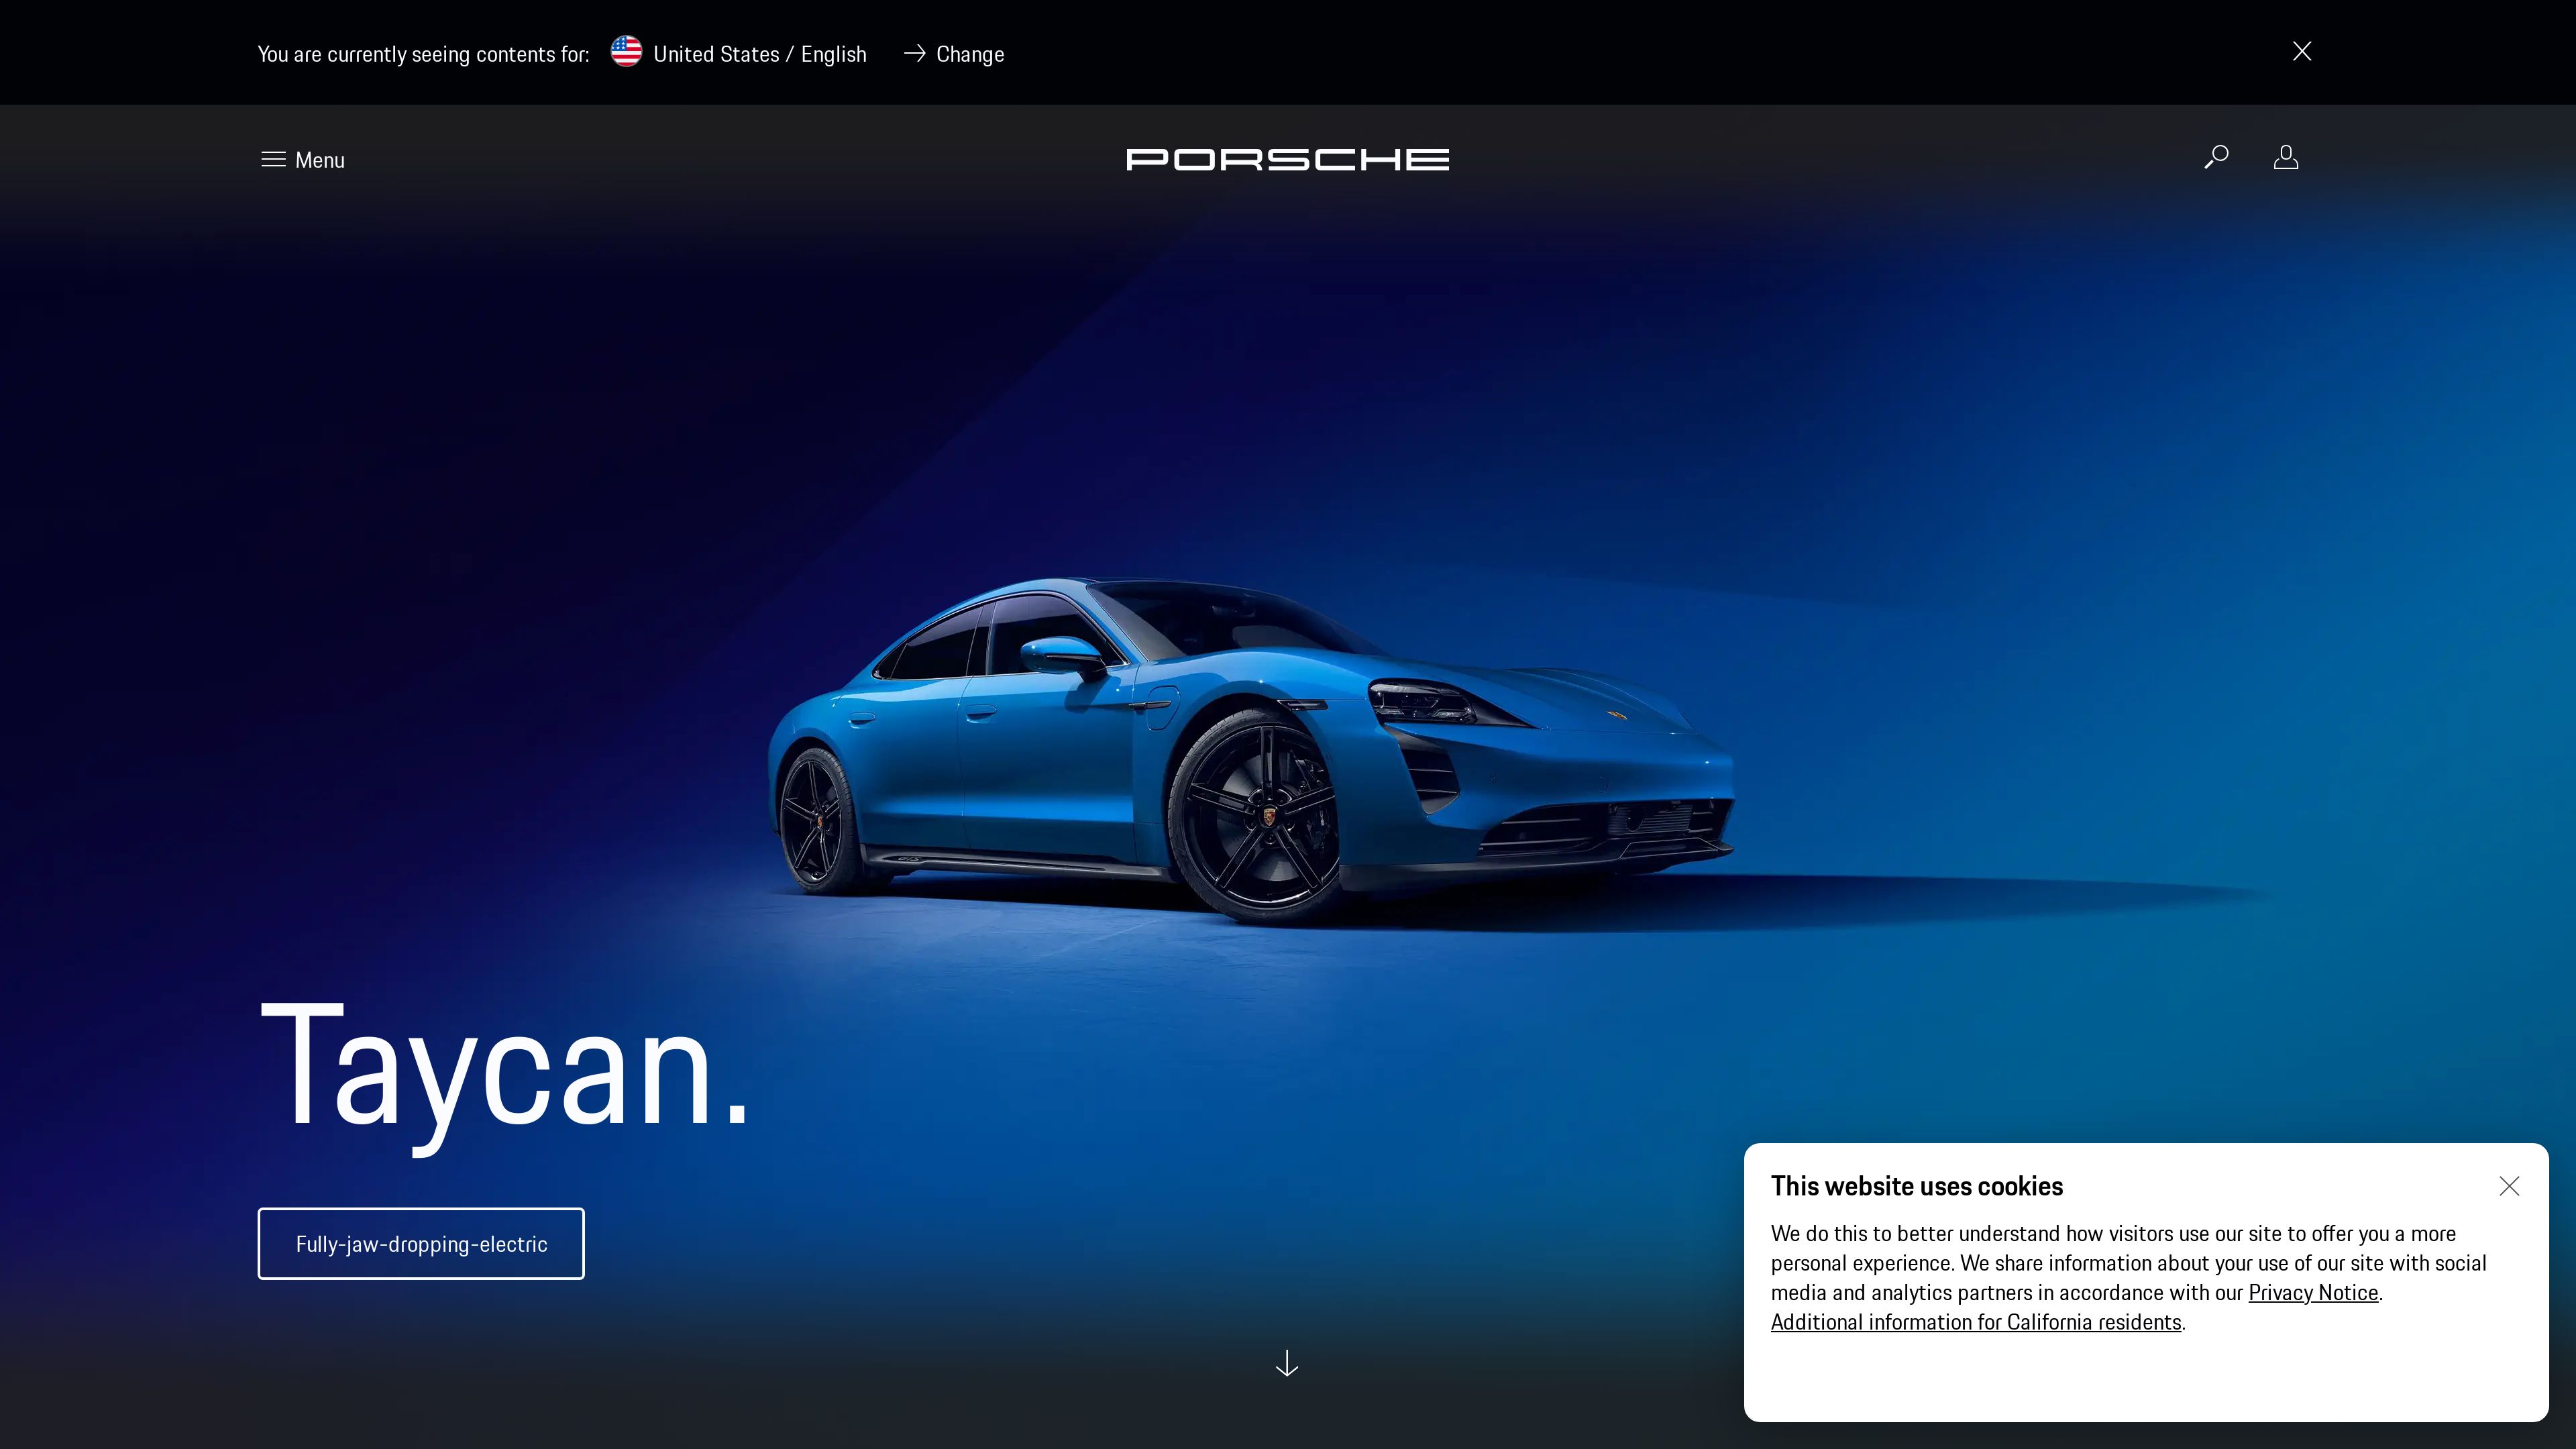 You are currently seeing contents for: United States / English Change
Menu
PORSCHE
Taycan.
Fully-jaw-dropping-electric
This website uses cookies
We do this to better understand how visitors use our site to offer you a more
personal experience. We share information about your use of our site with social
media and analytics partners in accordance with our Privacy Notice.
Additional information for California residents.